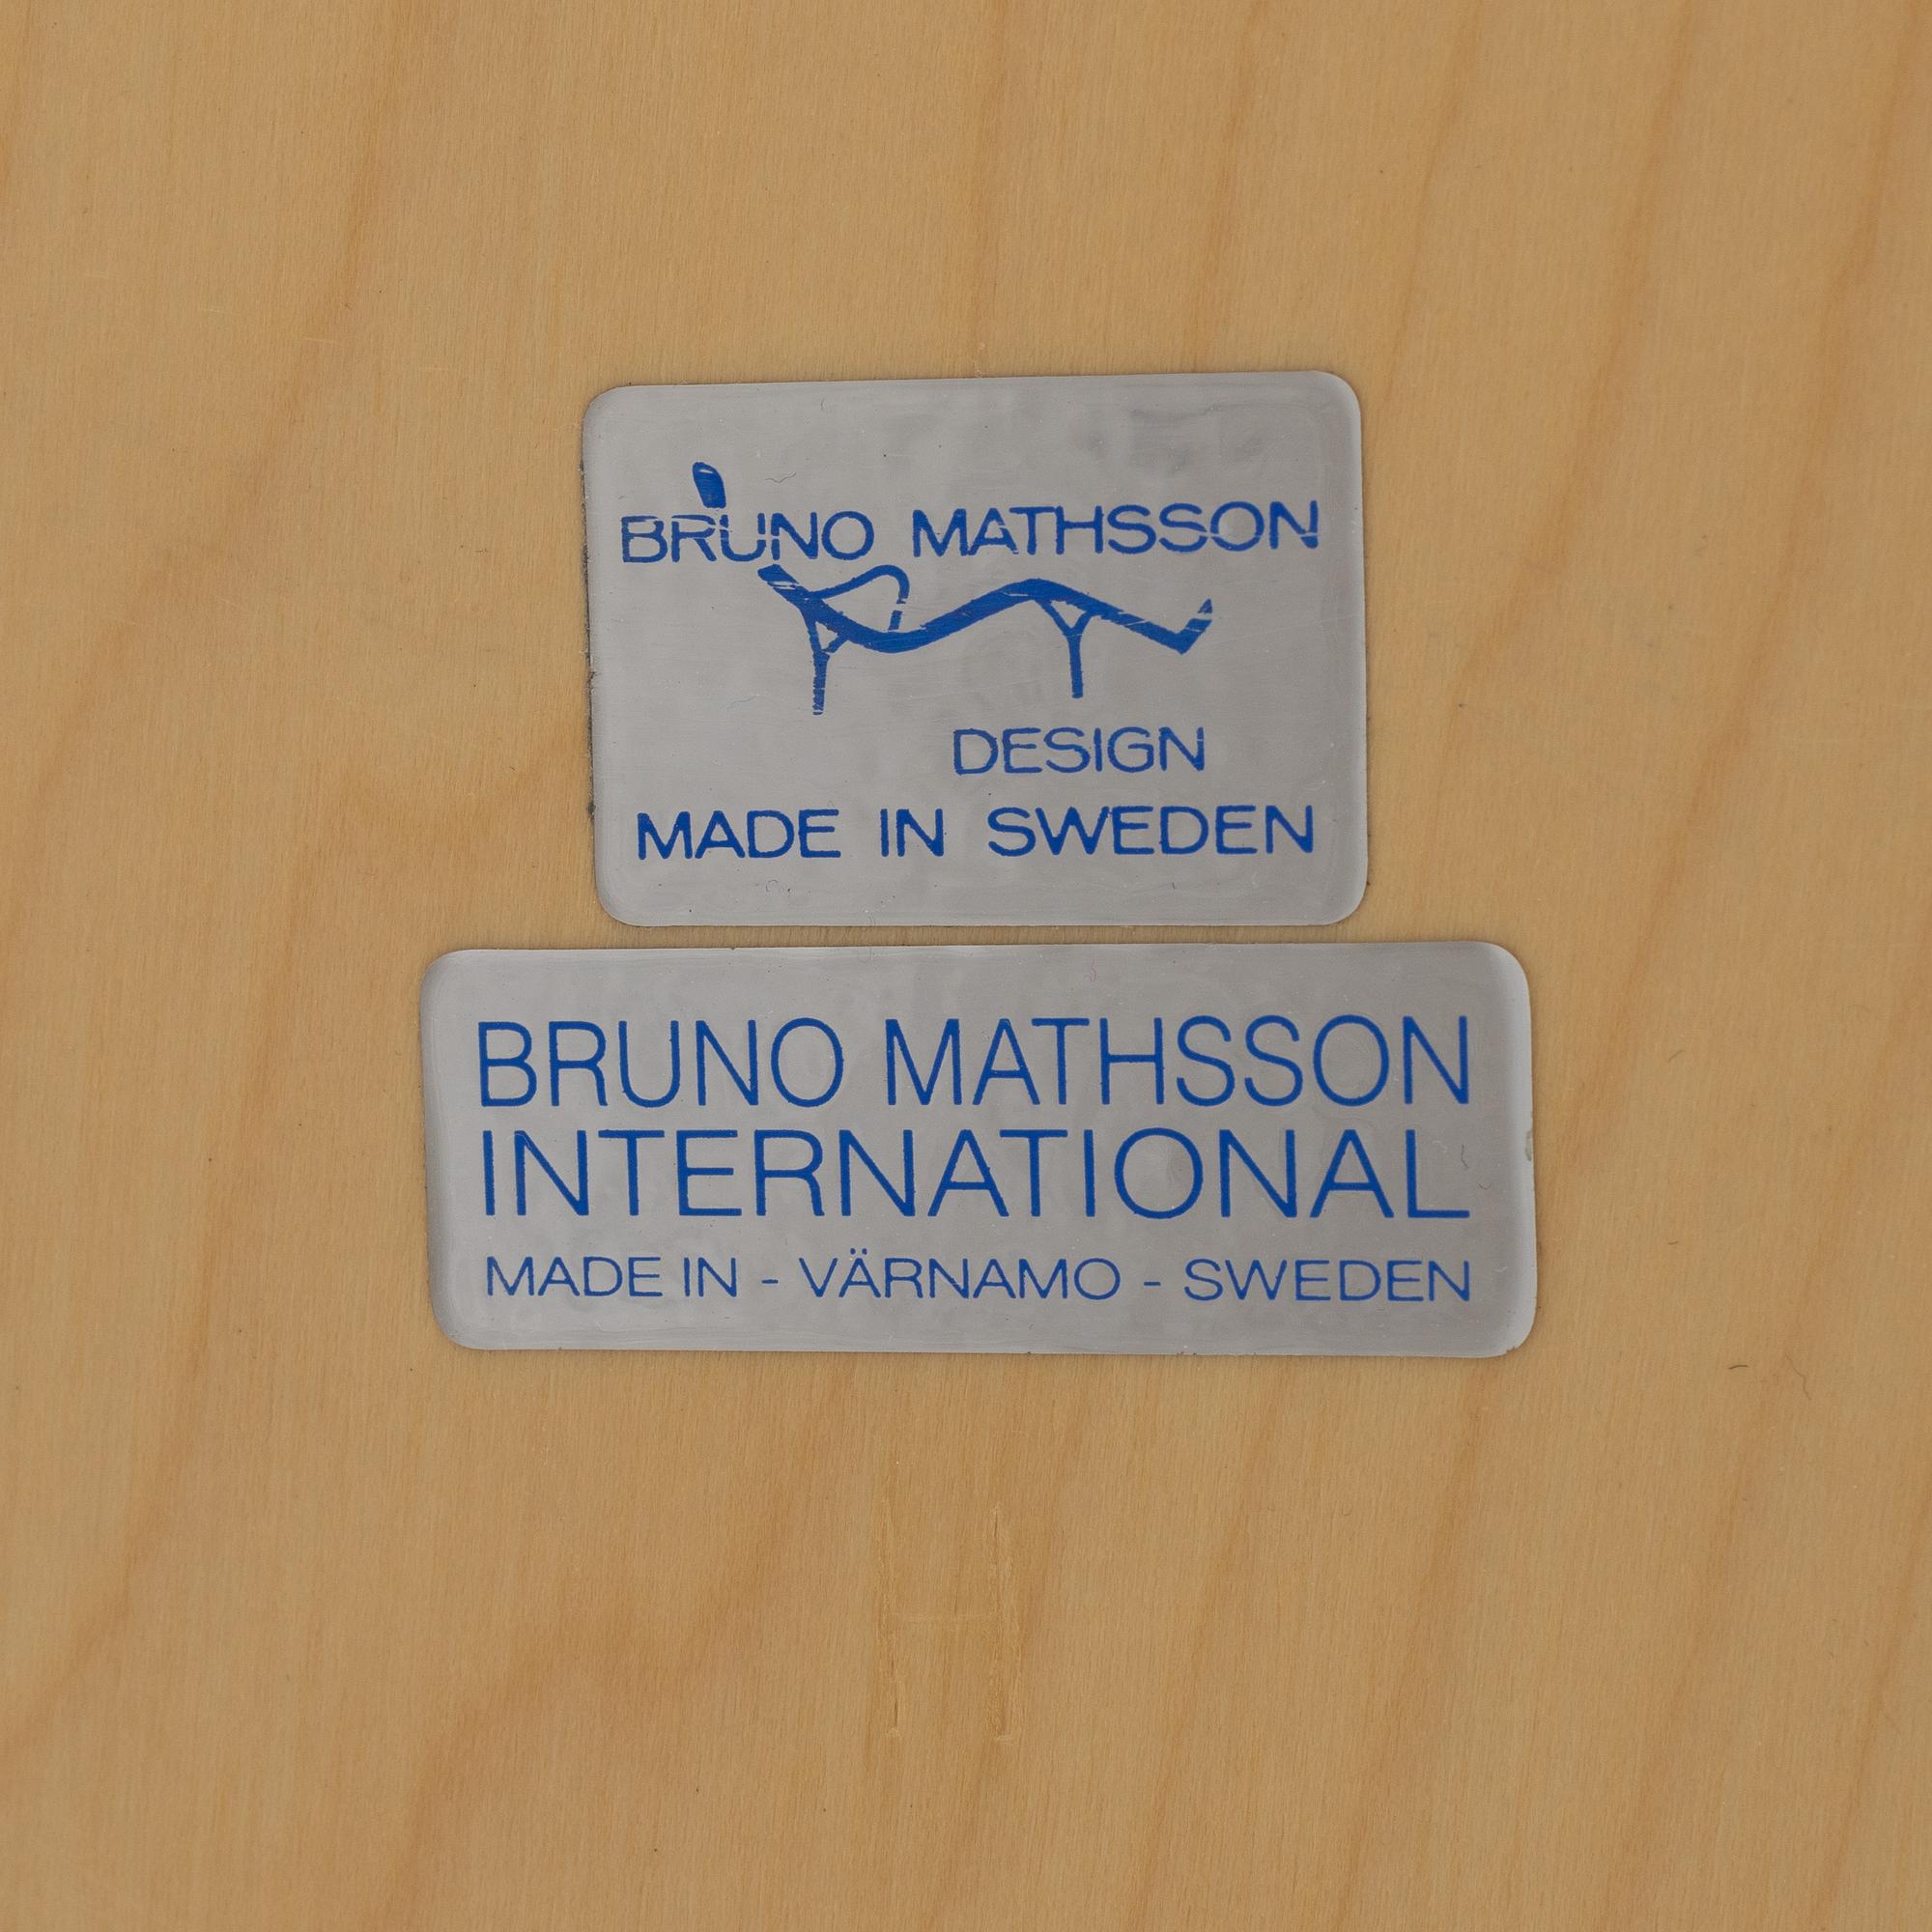 BRUNO MATHSSON
DESIGN
MADE IN SWEDEN
BRUNO MATHSSON
INTERNATIONAL
MADE IN - VÄRNAMO - SWEDEN